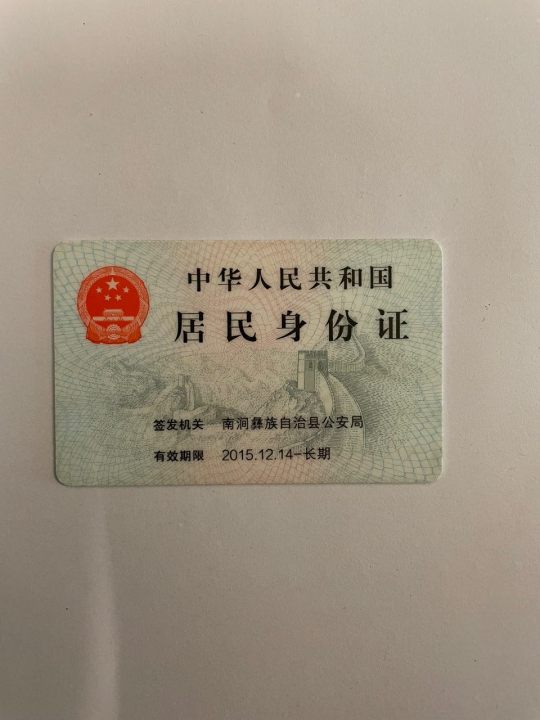 中华人民共和国
居民身份证
签发机关 南涧彝族自治县公安局
有效期限 2015.12.14-长期